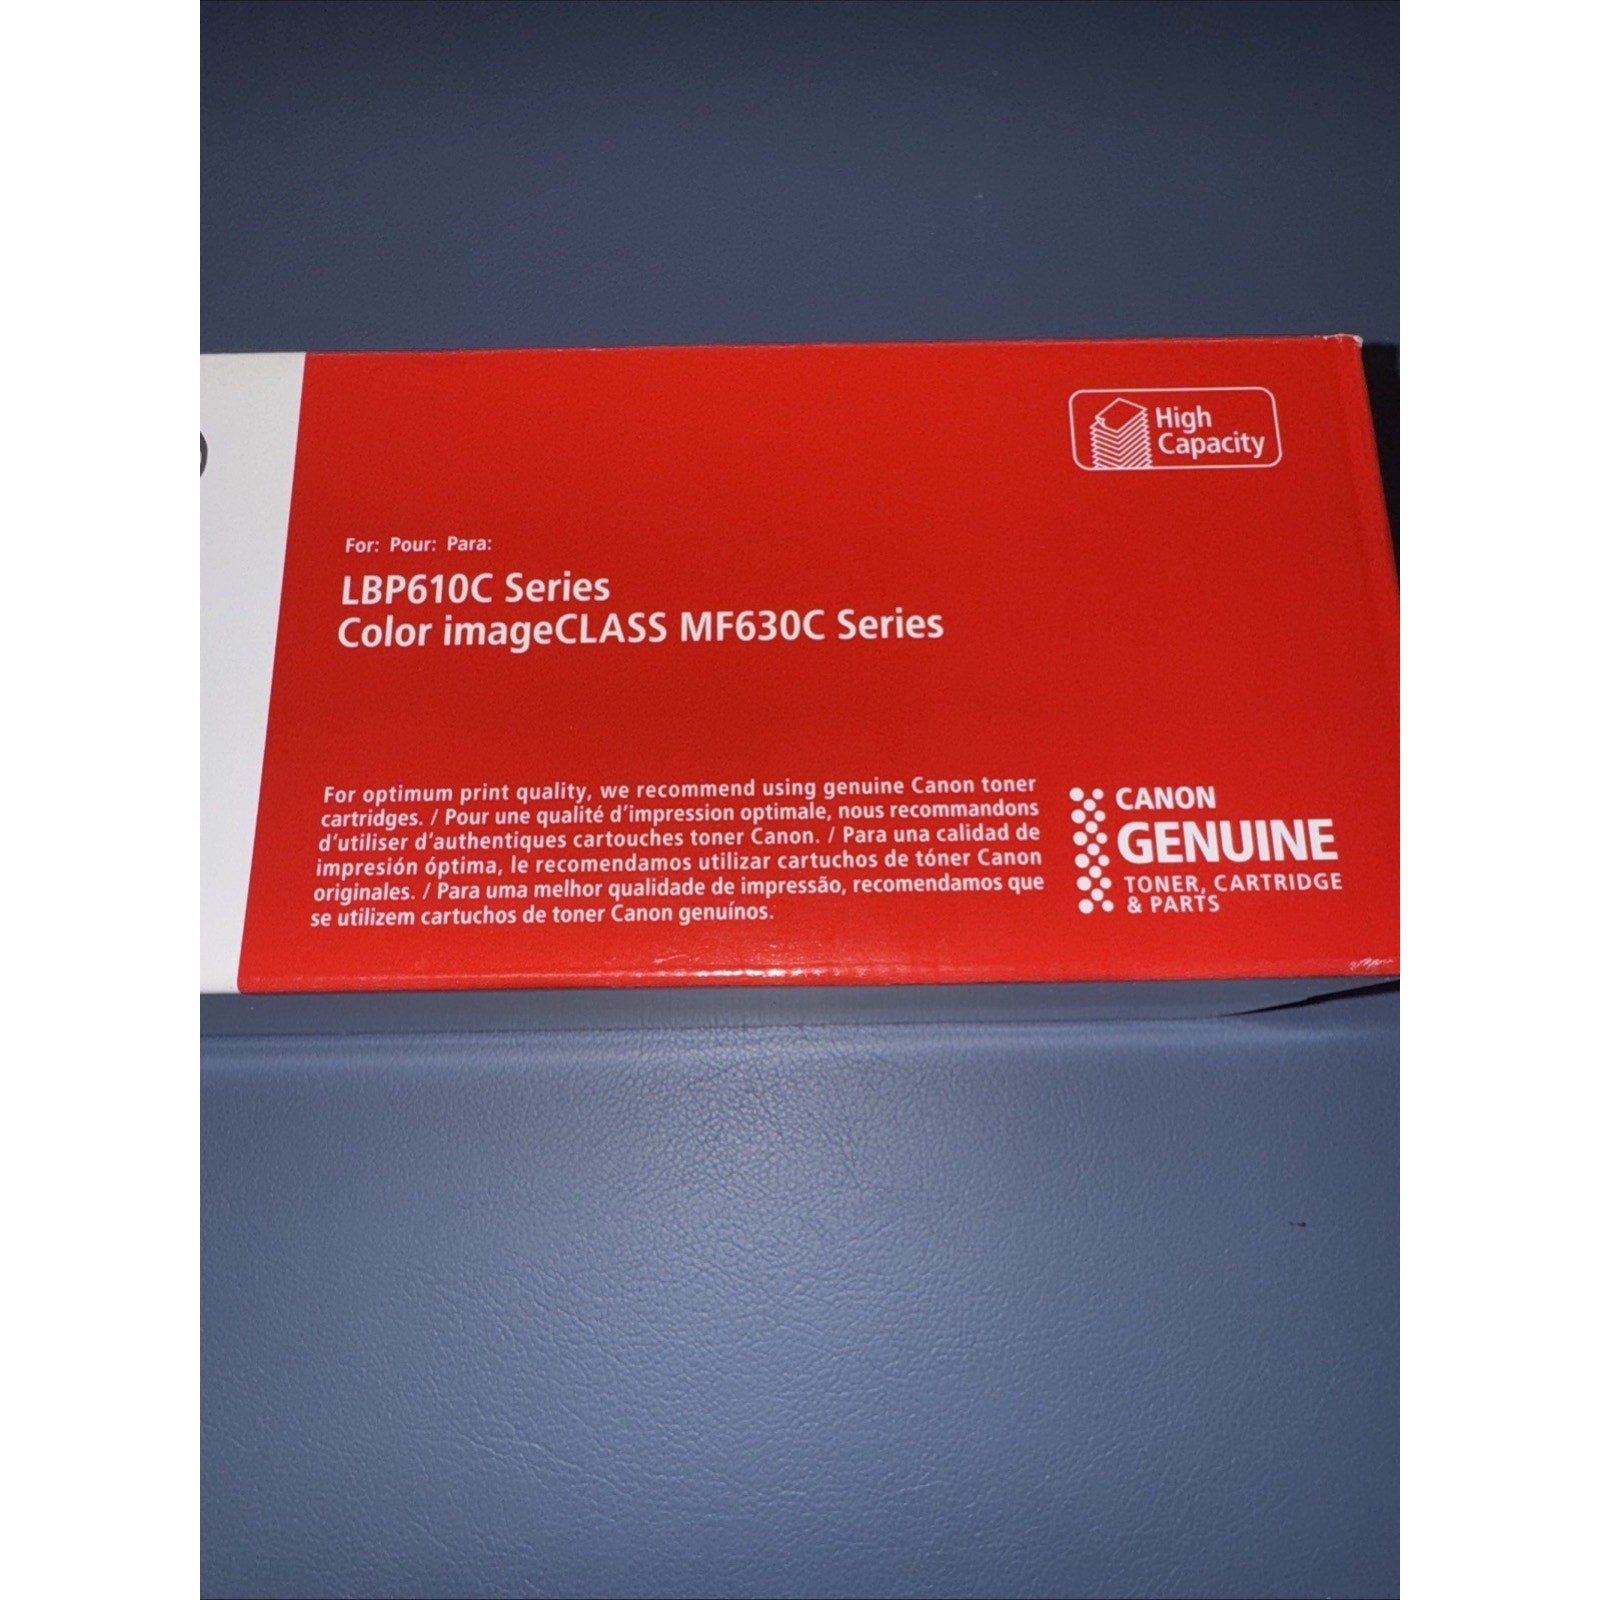 High
Capacity
For: Pour: Para:
LBP610C Series
Color imageCLASS MF630C Series
For optimum print quality, we recommend using genuine Canon toner
cartridges. / Pour une qualité d'impression optimale, nous recommandons
d'utiliser d'authentiques cartouches toner Canon. / Para una calidad de
impresión óptima, le recomendamos utilizar cartuchos de tóner Canon
originales. / Para uma melhor qualidade de impressão, recomendamos que
se utilizem cartuchos de toner Canon genuínos.
CANON
GENUINE
TONER, CARTRIDGE
& PARTS